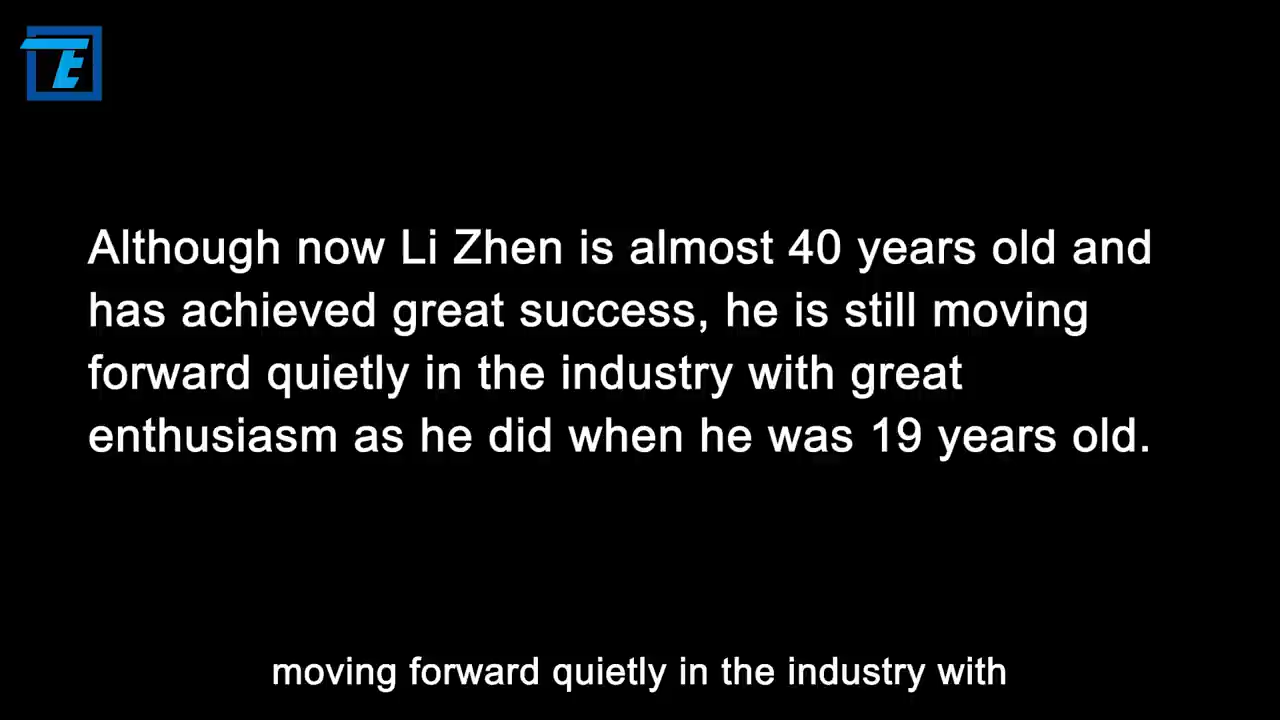 TE
Although now Li Zhen is almost 40 years old and
has achieved great success, he is still moving
forward quietly in the industry with great
enthusiasm as he did when he was 19 years old.
moving forward quietly in the industry with